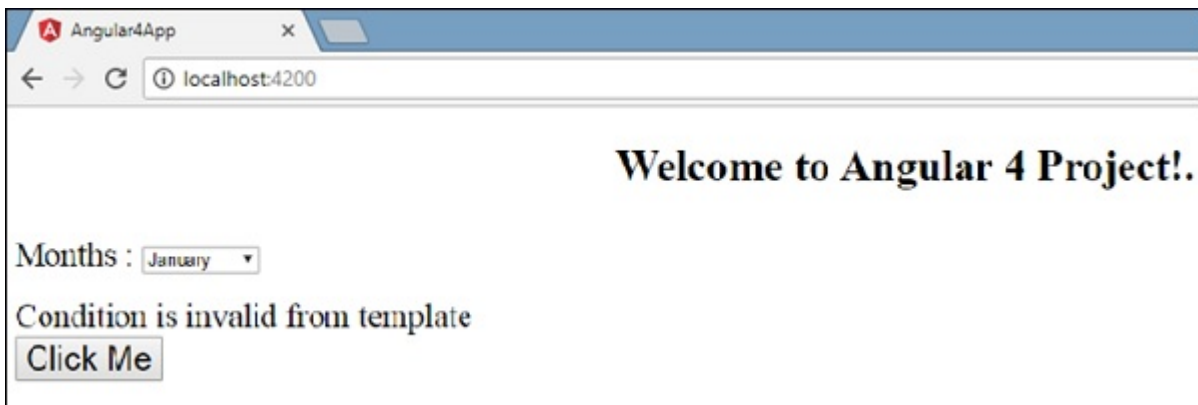 Angular4App
localhost:4200
Welcome to Angular 4 Project!.
Months : January
Condition is invalid from template
Click Me